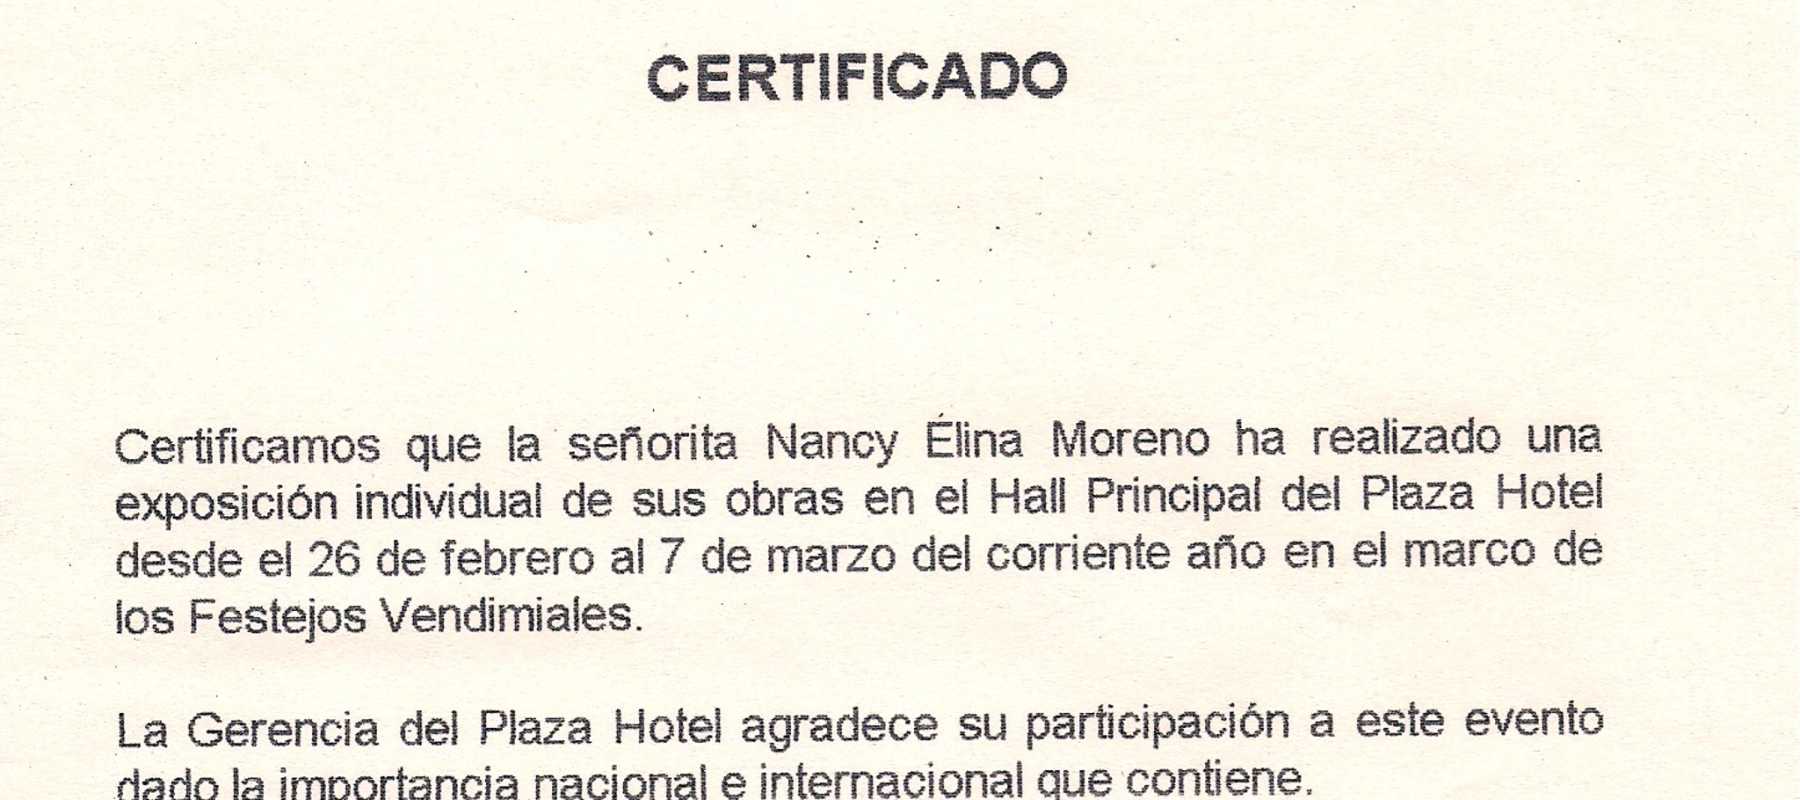 CERTIFICADO
Certificamos que la señorita Nancy Élina Moreno ha realizado una
exposición individual de sus obras en el Hall Principal del Plaza Hotel
desde el 26 de febrero al 7 de marzo del corriente año en el marco de
los Festejos Vendimiales.
La Gerencia del Plaza Hotel agradece su participación a este evento
dado la importancia nacional e internacional que contiene.